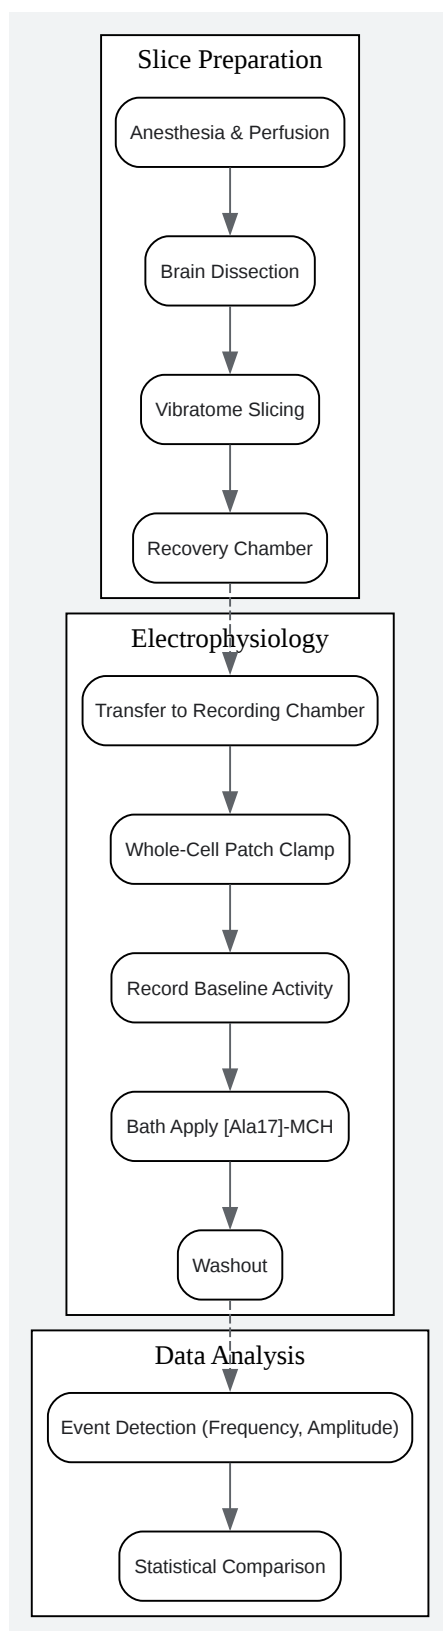 Slice Preparation
Anesthesia & Perfusion
Brain Dissection
Vibratome Slicing
Recovery Chamber
Electrophysiology
Transfer to Recording Chamber
Whole-Cell Patch Clamp
Record Baseline Activity
Bath Apply [Ala17]-MCH
Washout
Data Analysis
Event Detection (Frequency, Amplitude)
Statistical Comparison